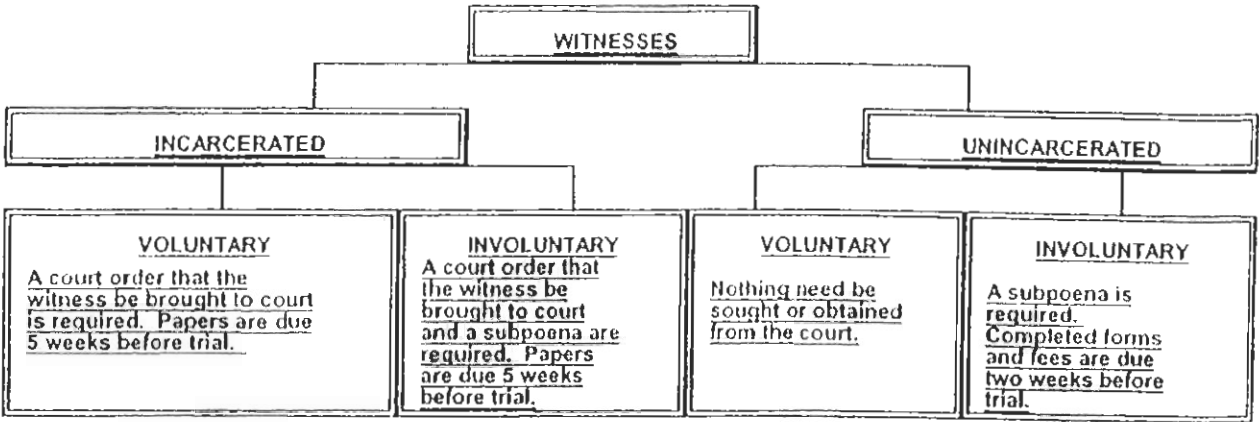 WITNESSES
INCARCERATED
UNINCARCERATED
VOLUNTARY
A court order that the
witness be brought to court
is required. Papers are due
5 weeks before trial.
INVOLUNTARY
A court order that
the witness be
brought to court
and a subpoena are
required. Papers
are due 5 weeks
before trial.
VOLUNTARY
Nothing need be
sought or obtained
from the court.
INVOLUNTARY
A subpoena is
required.
Completed forms
and fees are due
two weeks before
trial.